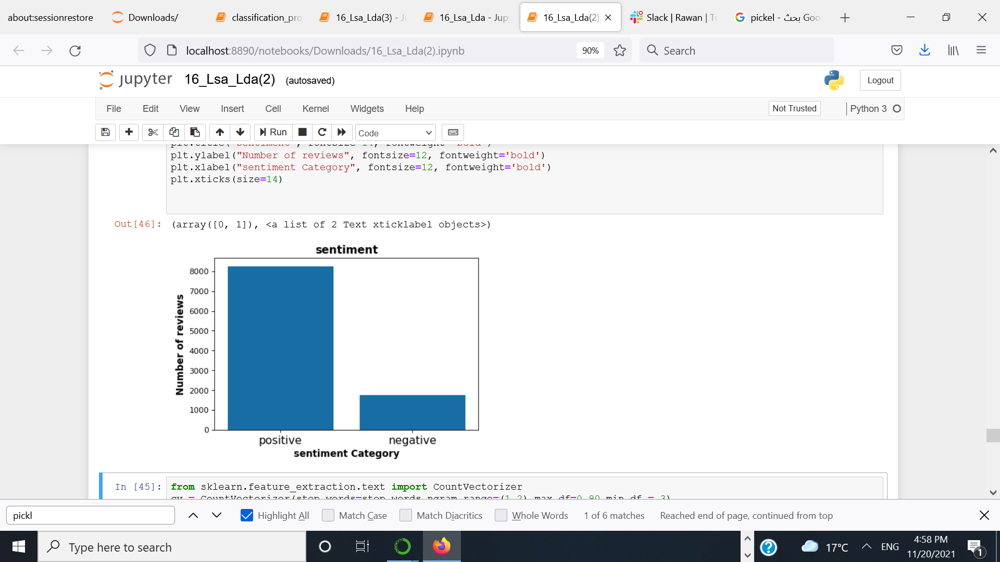 about:sessionrestore
Downloads/
classification_pro
16_Lsa_Lda(3) - Ju
16_Lsa_Lda - Jupy
16_Lsa_Lda(2)
Slack | Rawan | Tu
pickel - بحث Goo
localhost:8890/notebooks/Downloads/16_Lsa_Lda(2).ipynb
90%
Search
jupyter 16_Lsa_Lda(2) (autosaved)
Logout
File Edit View Insert Cell Kernel Widgets Help
Not Trusted
Python 3
Run
Code
plt.title("sentiment", fontsize=14, fontweight='bold')
plt.ylabel("Number of reviews", fontsize=12, fontweight='bold')
plt.xlabel("sentiment Category", fontsize=12, fontweight='bold')
plt.xticks(size=14)
Out[46]: (array([0, 1]), <a list of 2 Text xticklabel objects>)
sentiment
Number of reviews
8000
7000
6000
5000
4000
3000
2000
1000
0
positive negative
sentiment Category
In [45]: from sklearn.feature_extraction.text import CountVectorizer
cv = CountVectorizer(stop_words=stop_words,ngram_range=(1,2),max_df=0.90,min_df = 3)
pickl
Highlight All
Match Case
Match Diacritics
Whole Words
1 of 6 matches
Reached end of page, continued from top
Type here to search
17°C
ENG
4:58 PM
11/20/2021
1